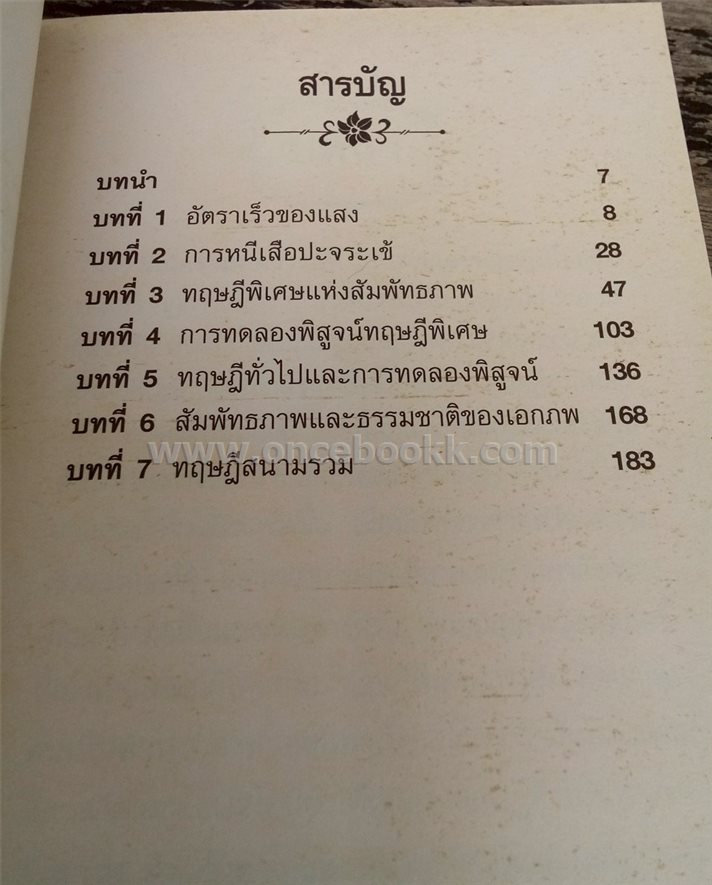 สารบัญ
บทนำ 7
บทที่ 1 อัตราเร็วของแสง 8
บทที่ 2 การหนีเสือปะจระเข้ 28
บทที่ 3 ทฤษฎีพิเศษแห่งสัมพัทธภาพ 47
บทที่ 4 การทดลองพิสูจน์ทฤษฎีพิเศษ 103
บทที่ 5 ทฤษฎีทั่วไปและการทดลองพิสูจน์ 136
บทที่ 6 สัมพัทธภาพและธรรมชาติของเอกภพ 168
www.oncebookk.com
บทที่ 7 ทฤษฎีสนามรวม 183